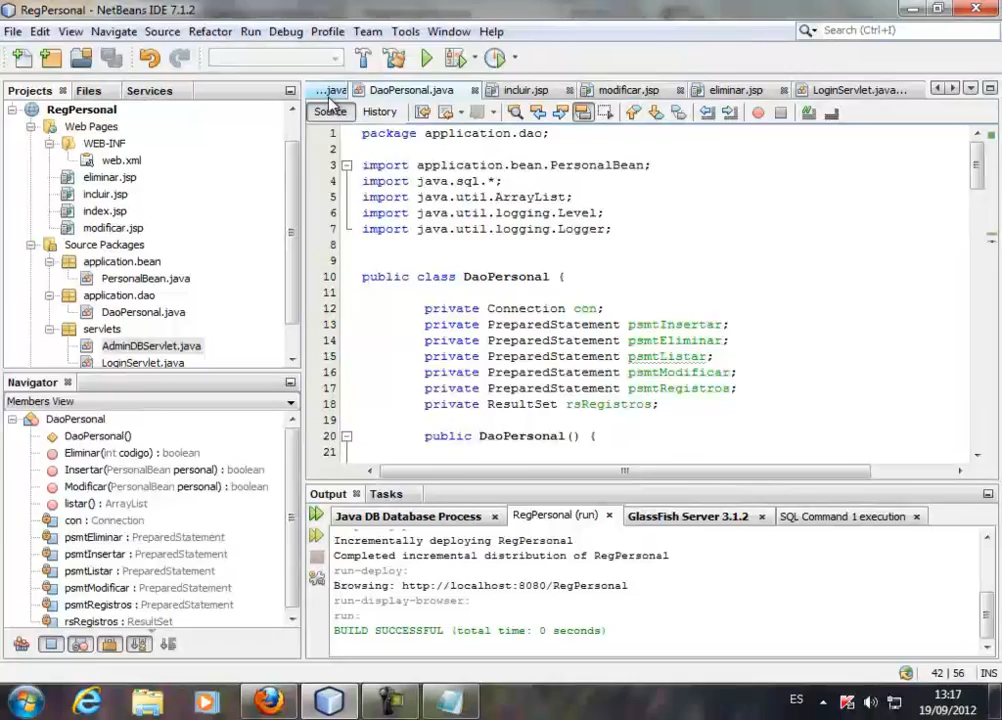 RegPersonal - NetBeans IDE 7.1.2
File Edit View Navigate Source Refactor Run Debug Profile Team Tools Window Help
Search (Ctrl+I)
Projects Files Services
RegPersonal
Web Pages
WEB-INF
web.xml
eliminar.jsp
incluir.jsp
index.jsp
modificar.jsp
Source Packages
application.bean
PersonalBean.java
application.dao
DaoPersonal.java
servlets
AdminDBServlet.java
LoginServlet.java
Navigator
Members View
DaoPersonal
DaoPersonal()
Eliminar(int codigo) : boolean
Insertar(PersonalBean personal) : boolean
Modificar(PersonalBean personal) : boolean
listar() : ArrayList
con : Connection
psmtEliminar : PreparedStatement
psmtInsertar : PreparedStatement
psmtListar : PreparedStatement
psmtModificar : PreparedStatement
psmtRegistros : PreparedStatement
rsRegistros : ResultSet
...java DaoPersonal.java incluir.jsp modificar.jsp eliminar.jsp LoginServlet.java...
Source History
1 package application.dao;
2
3 import application.bean.PersonalBean;
4 import java.sql.*;
5 import java.util.ArrayList;
6 import java.util.logging.Level;
7 import java.util.logging.Logger;
8
9
10 public class DaoPersonal {
11
12 private Connection con;
13 private PreparedStatement psmtInsertar;
14 private PreparedStatement psmtEliminar;
15 private PreparedStatement psmtListar;
16 private PreparedStatement psmtModificar;
17 private PreparedStatement psmtRegistros;
18 private ResultSet rsRegistros;
19
20 public DaoPersonal() {
21
Output Tasks
Java DB Database Process RegPersonal (run) GlassFish Server 3.1.2 SQL Command 1 execution
Incrementally deploying RegPersonal
Completed incremental distribution of RegPersonal
run-deploy:
Browsing: http://localhost:8080/RegPersonal
run-display-browser:
run:
BUILD SUCCESSFUL (total time: 0 seconds)
42 | 56
ES
13:17
19/09/2012